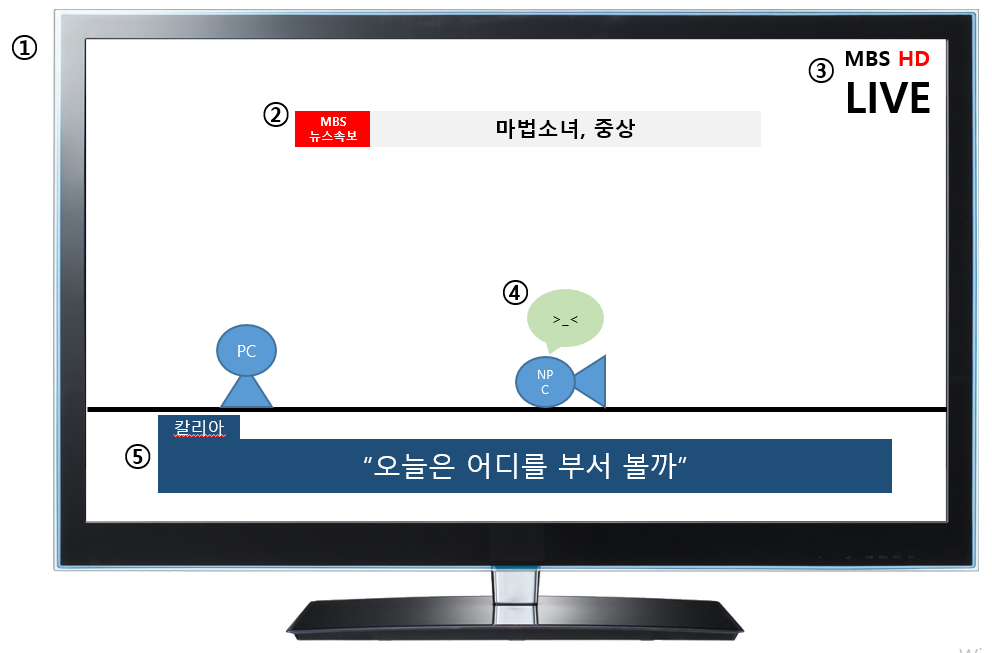 ①
MBS HD
③
LIVE
②
MBS
뉴스속보
마법소녀, 중상
④
>_<
PC
NP
C
칼리아
⑤
“오늘은 어디를 부서 볼까”